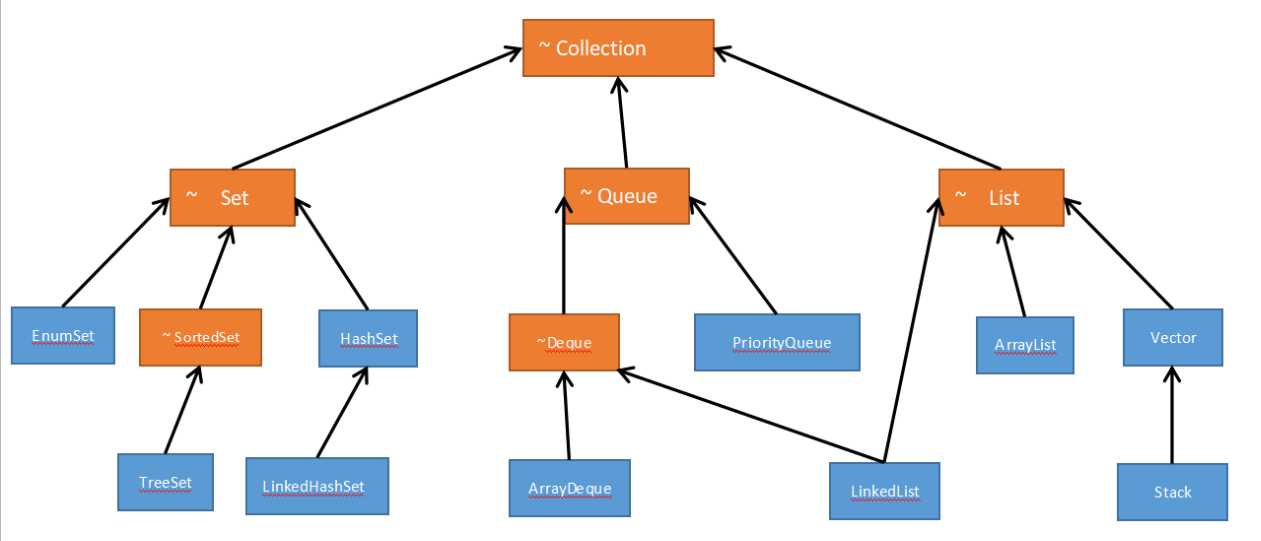 ~ Collection
~ Set
~ Queue
~ List
EnumSet
~ SortedSet
HashSet
~Deque
PriorityQueue
ArrayList
Vector
TreeSet
LinkedHashSet
ArrayDeque
LinkedList
Stack